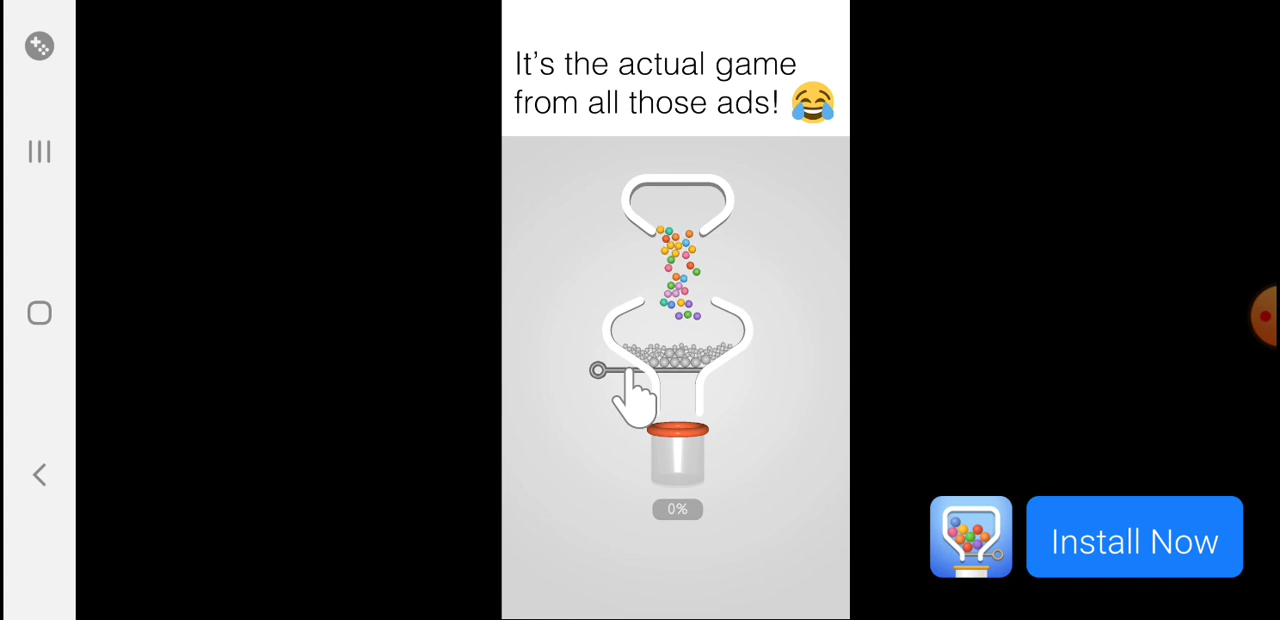 It’s the actual game
from all those ads! 😂
0%
Install Now